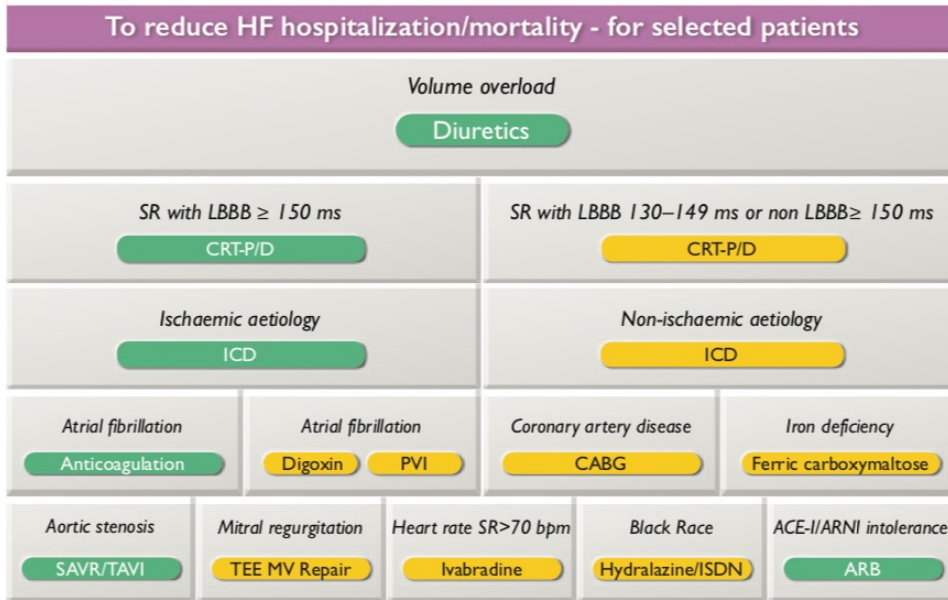 To reduce HF hospitalization/mortality - for selected patients
Volume overload
Diuretics
SR with LBBB ≥ 150 ms
CRT-P/D
SR with LBBB 130–149 ms or non LBBB≥ 150 ms
CRT-P/D
Ischaemic aetiology
ICD
Non-ischaemic aetiology
ICD
Atrial fibrillation
Anticoagulation
Atrial fibrillation
Digoxin
PVI
Coronary artery disease
CABG
Iron deficiency
Ferric carboxymaltose
Aortic stenosis
SAVR/TAVI
Mitral regurgitation
TEE MV Repair
Heart rate SR>70 bpm
Ivabradine
Black Race
Hydralazine/ISDN
ACE-I/ARNI intolerance
ARB